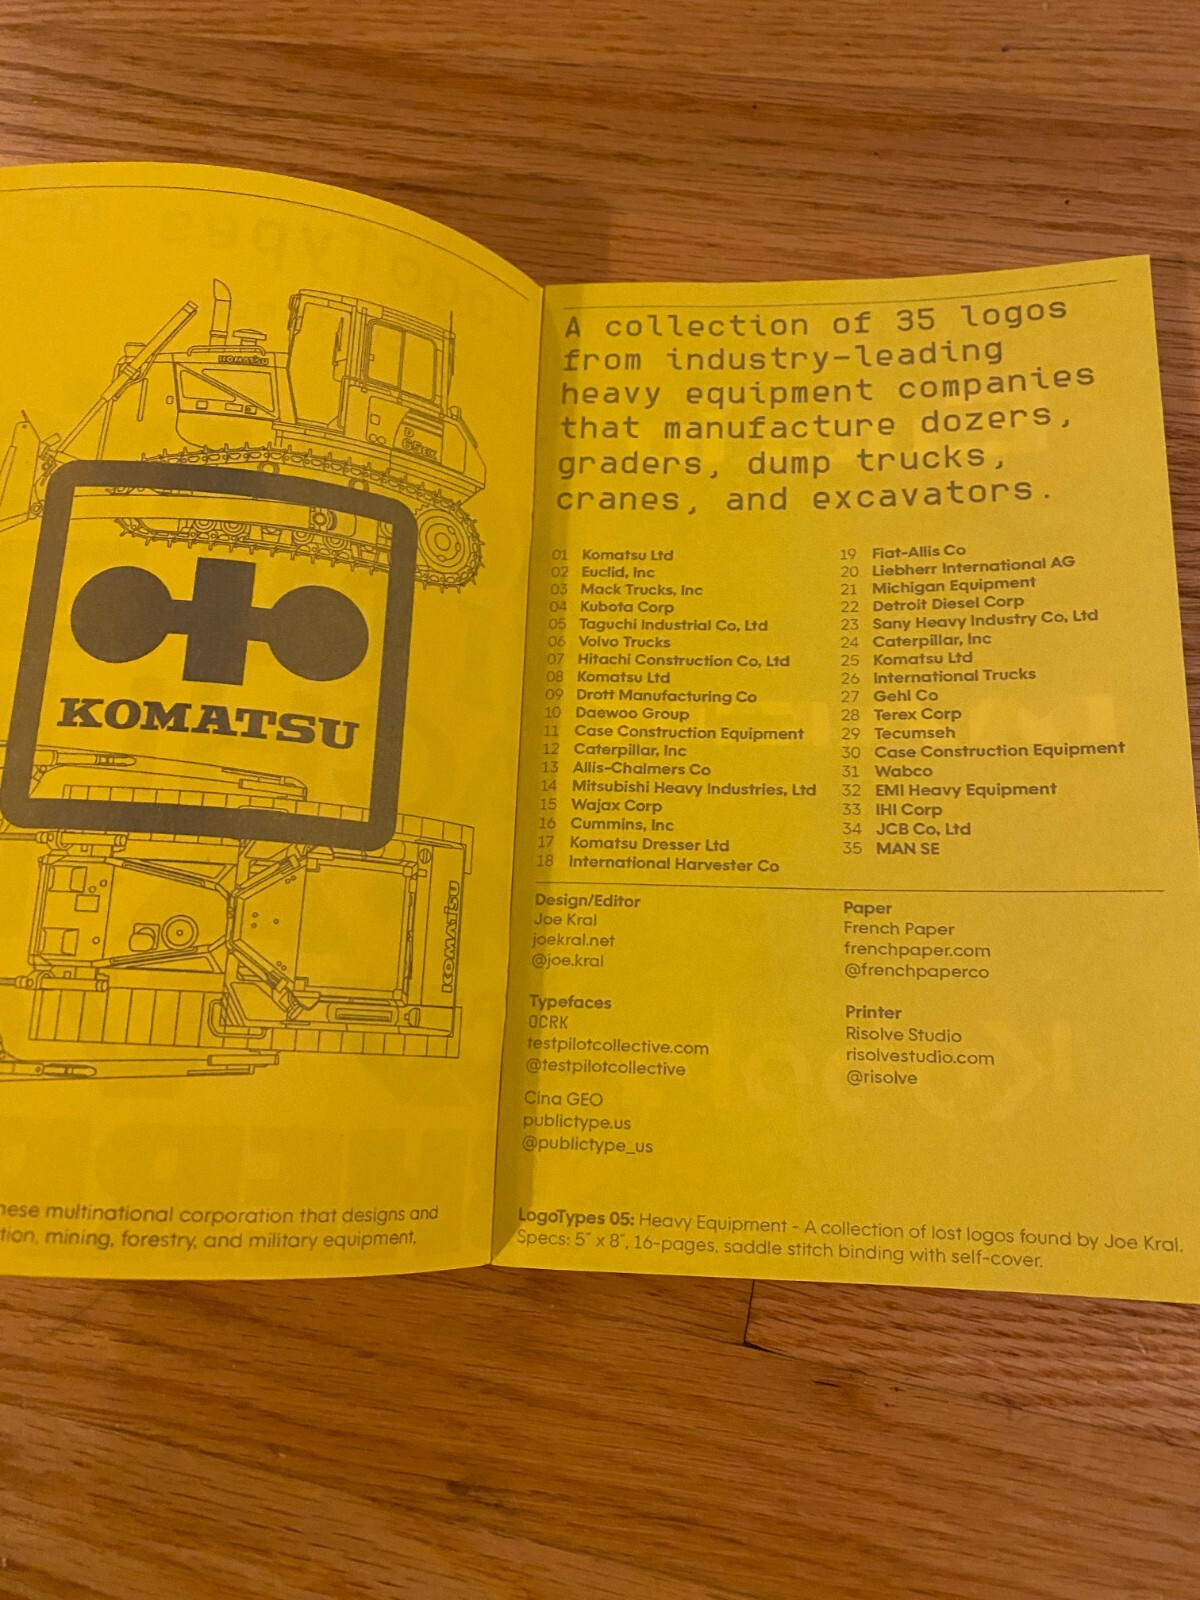 KOMATSU
D
65EX
KOMATSU
KOMATSU
multinational corporation that designs and
mining, forestry, and military equipment,
A collection of 35 logos
from industry-leading
heavy equipment companies
that manufacture dozers,
graders, dump trucks,
cranes, and excavators.
01 Komatsu Ltd
02 Euclid, Inc
03 Mack Trucks, Inc
04 Kubota Corp
05 Taguchi Industrial Co, Ltd
06 Volvo Trucks
07 Hitachi Construction Co, Ltd
08 Komatsu Ltd
09 Drott Manufacturing Co
10 Daewoo Group
11 Case Construction Equipment
12 Caterpillar, Inc
13 Allis-Chalmers Co
14 Mitsubishi Heavy Industries, Ltd
15 Wajax Corp
16 Cummins, Inc
17 Komatsu Dresser Ltd
18 International Harvester Co
19 Fiat-Allis Co
20 Liebherr International AG
21 Michigan Equipment
22 Detroit Diesel Corp
23 Sany Heavy Industry Co, Ltd
24 Caterpillar, Inc
25 Komatsu Ltd
26 International Trucks
27 Gehl Co
28 Terex Corp
29 Tecumseh
30 Case Construction Equipment
31 Wabco
32 EMI Heavy Equipment
33 IHI Corp
34 JCB Co, Ltd
35 MAN SE
Design/Editor
Joe Kral
joekral.net
@joe.kral
Typefaces
OCRK
testpilotcollective.com
@testpilotcollective
Cina GEO
publictype.us
@publictype_us
Paper
French Paper
frenchpaper.com
@frenchpaperco
Printer
Risolve Studio
risolvestudio.com
@risolve
LogoTypes 05: Heavy Equipment - A collection of lost logos found by Joe Kral.
Specs: 5" x 8", 16-pages, saddle stitch binding with self-cover.